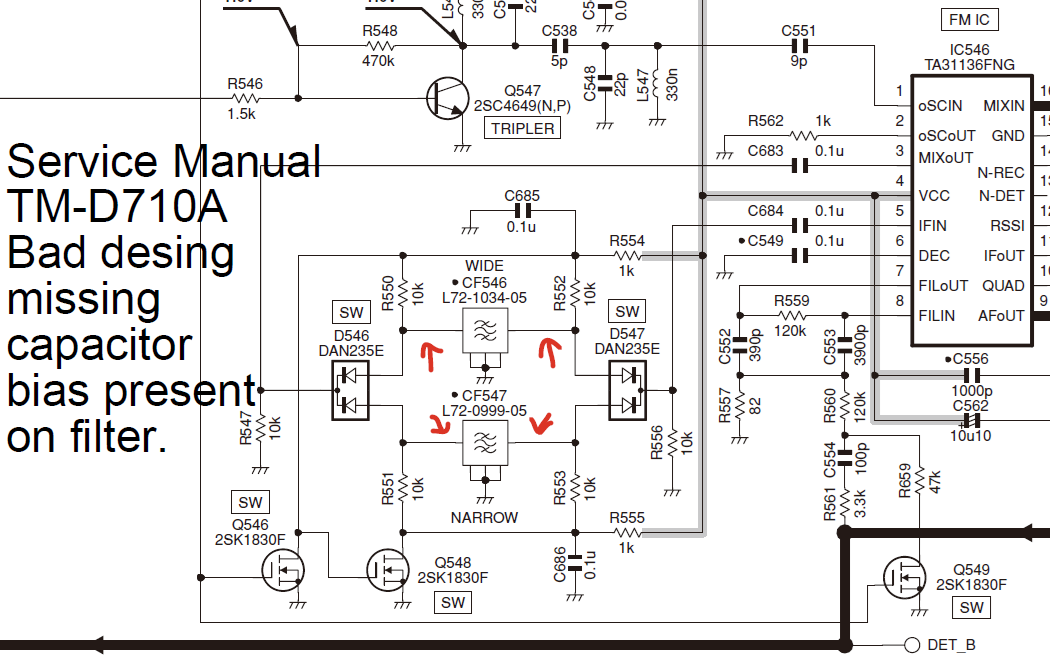 FM IC
R548
470k
C538
5p
C548
22p
L547
330n
C551
9p
IC546
TA31136FNG
R546
1.5k
Q547
2SC4649(N,P)
TRIPLER
Service Manual
TM-D710A
Bad desing
missing
capacitor
bias present
on filter.
R562
1k
C683
0.1u
C684
0.1u
C549
0.1u
1
oSCIN
MIXIN
2
oSCoUT
GND
3
MIXoUT
N-REC
4
VCC
N-DET
5
IFIN
RSSI
6
DEC
IFoUT
7
FILoUT
QUAD
8
FILIN
AFoUT
9
C685
0.1u
R554
1k
WIDE
CF546
L72-1034-05
R550
10k
R552
10k
SW
D546
DAN235E
SW
D547
DAN235E
CF547
L72-0999-05
R547
10k
R551
10k
R553
10k
R556
10k
NARROW
R555
1k
C686
0.1u
SW
Q546
2SK1830F
Q548
2SK1830F
SW
R559
120k
C552
390p
C553
3900p
R557
82
R560
120k
C554
100p
R561
3.3k
R659
47k
C556
1000p
C562
10u10
Q549
2SK1830F
SW
DET_B